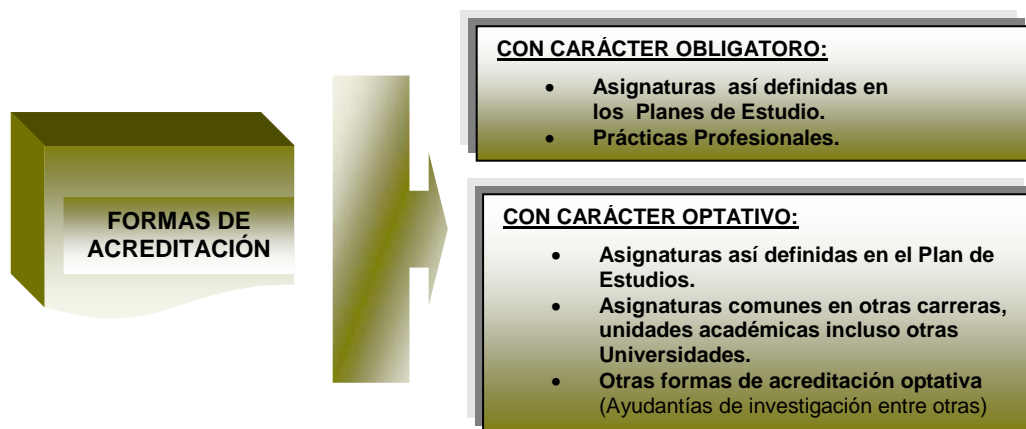 FORMAS DE
ACREDITACIÓN
CON CARÁCTER OBLIGATORO:
• Asignaturas así definidas en
los Planes de Estudio.
• Prácticas Profesionales.
CON CARÁCTER OPTATIVO:
• Asignaturas así definidas en el Plan de
Estudios.
• Asignaturas comunes en otras carreras,
unidades académicas incluso otras
Universidades.
• Otras formas de acreditación optativa
(Ayudantías de investigación entre otras)